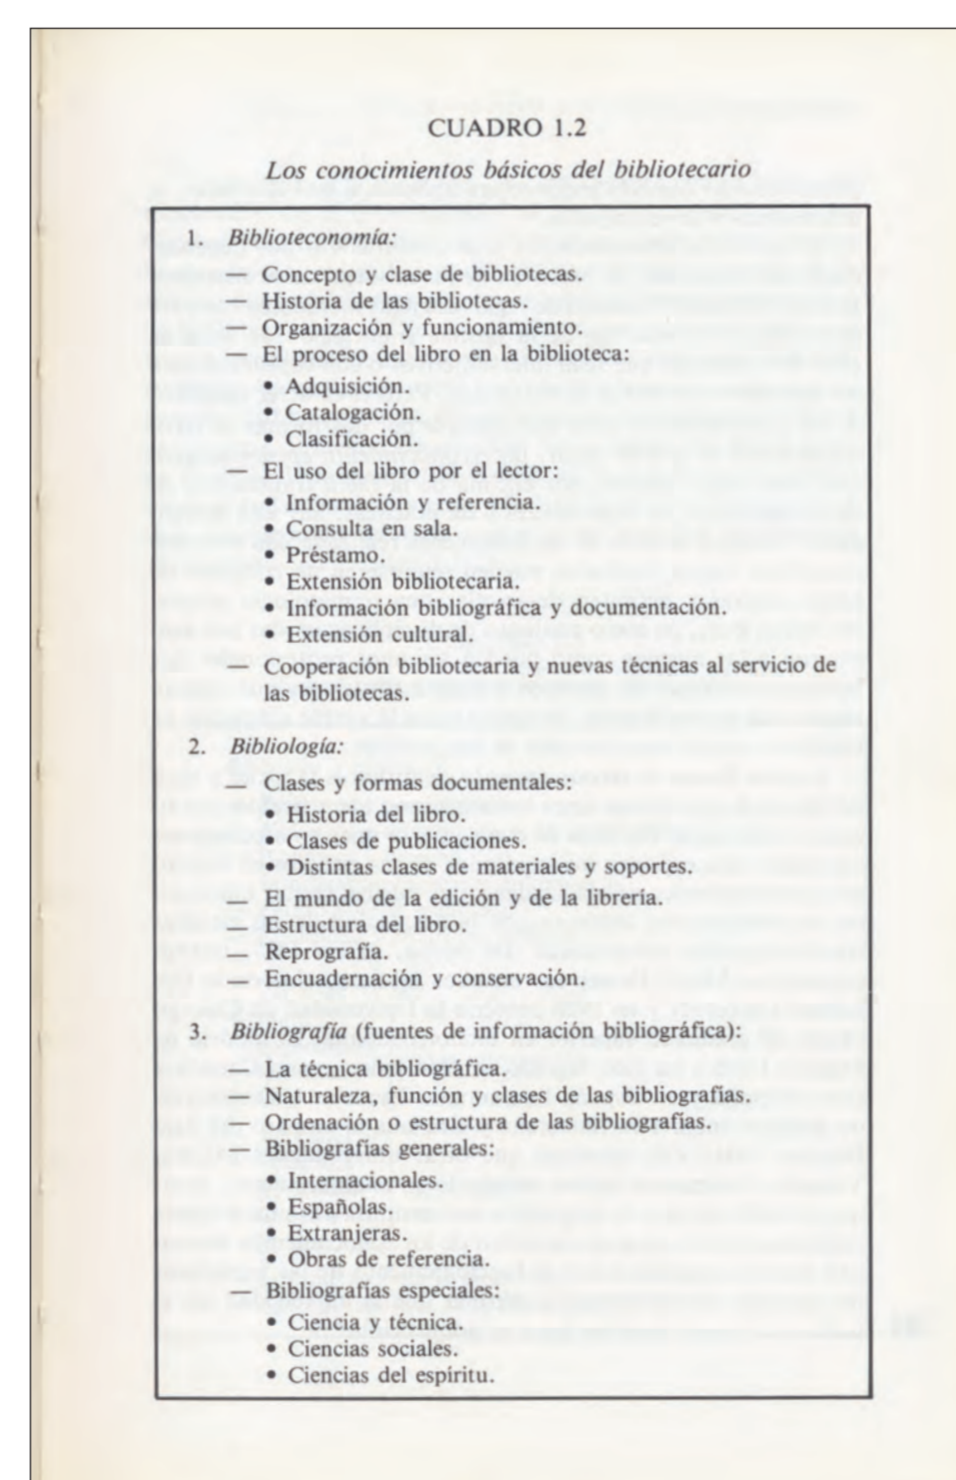 CUADRO 1.2
Los conocimientos básicos del bibliotecario
1. Biblioteconomía:
— Concepto y clase de bibliotecas.
— Historia de las bibliotecas.
— Organización y funcionamiento.
— El proceso del libro en la biblioteca:
• Adquisición.
• Catalogación.
• Clasificación.
— El uso del libro por el lector:
• Información y referencia.
• Consulta en sala.
• Préstamo.
• Extensión bibliotecaria.
• Información bibliográfica y documentación.
• Extensión cultural.
— Cooperación bibliotecaria y nuevas técnicas al servicio de
las bibliotecas.
2. Bibliología:
— Clases y formas documentales:
• Historia del libro.
• Clases de publicaciones.
• Distintas clases de materiales y soportes.
— El mundo de la edición y de la librería.
— Estructura del libro.
— Reprografía.
— Encuadernación y conservación.
3. Bibliografía (fuentes de información bibliográfica):
— La técnica bibliográfica.
— Naturaleza, función y clases de las bibliografías.
— Ordenación o estructura de las bibliografías.
— Bibliografías generales:
• Internacionales.
• Españolas.
• Extranjeras.
• Obras de referencia.
— Bibliografías especiales:
• Ciencia y técnica.
• Ciencias sociales.
• Ciencias del espíritu.